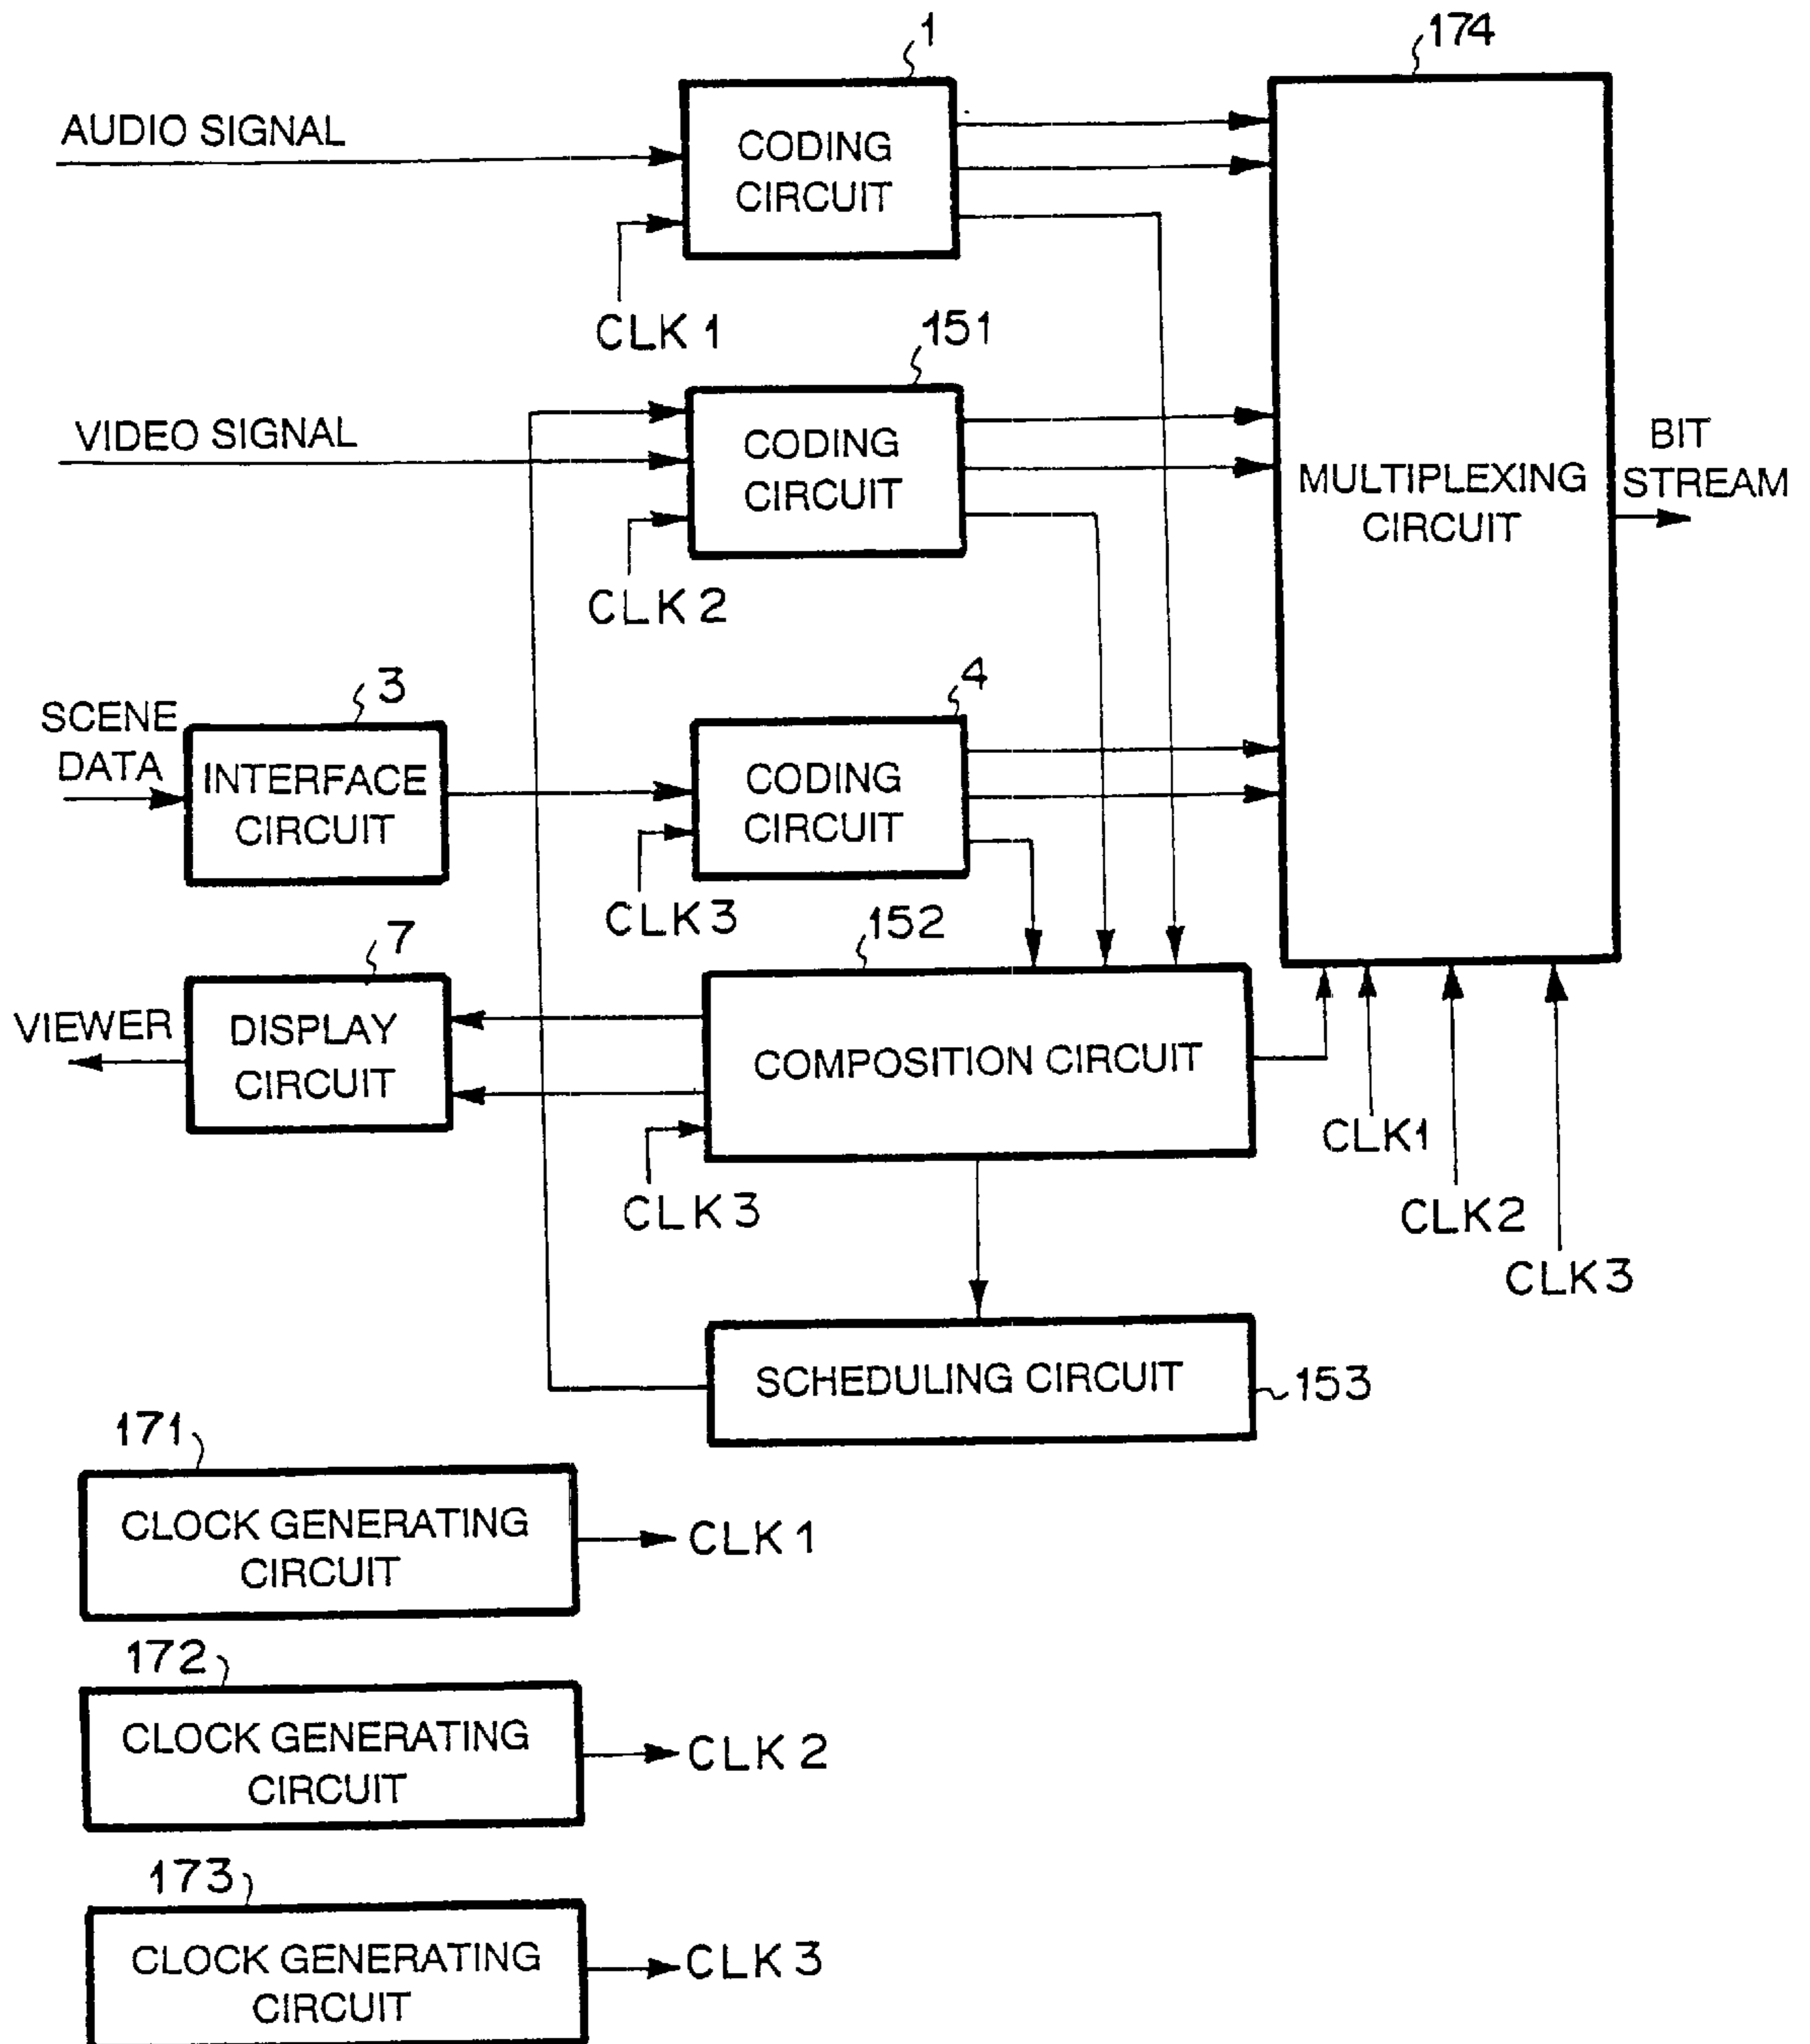 1
174
AUDIO SIGNAL
CODING
CIRCUIT
CLK 1
151
VIDEO SIGNAL
CODING
CIRCUIT
CLK 2
MULTIPLEXING
CIRCUIT
BIT
STREAM
3
4
SCENE
DATA
INTERFACE
CIRCUIT
CODING
CIRCUIT
CLK 3
7
152
VIEWER
DISPLAY
CIRCUIT
COMPOSITION CIRCUIT
CLK 3
CLK1
CLK2
CLK3
SCHEDULING CIRCUIT
153
171
CLOCK GENERATING
CIRCUIT
CLK 1
172
CLOCK GENERATING
CIRCUIT
CLK 2
173
CLOCK GENERATING
CIRCUIT
CLK 3